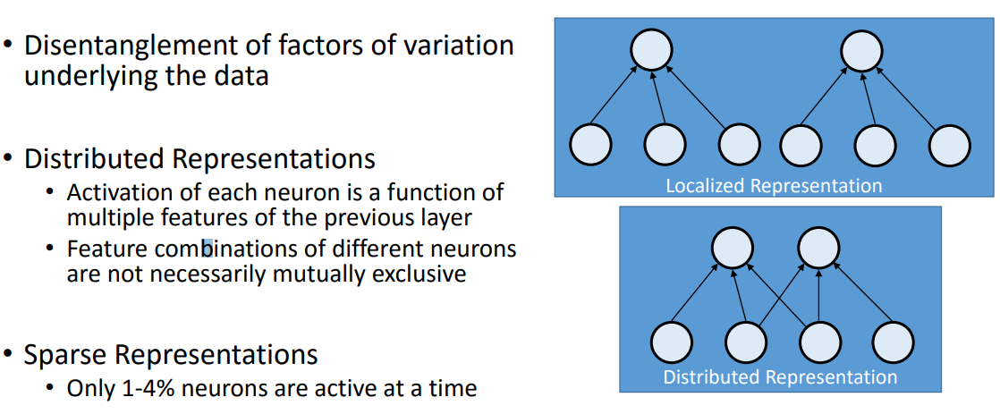 • Disentanglement of factors of variation
underlying the data
• Distributed Representations
• Activation of each neuron is a function of
multiple features of the previous layer
• Feature combinations of different neurons
are not necessarily mutually exclusive
• Sparse Representations
• Only 1-4% neurons are active at a time
Localized Representation
Distributed Representation